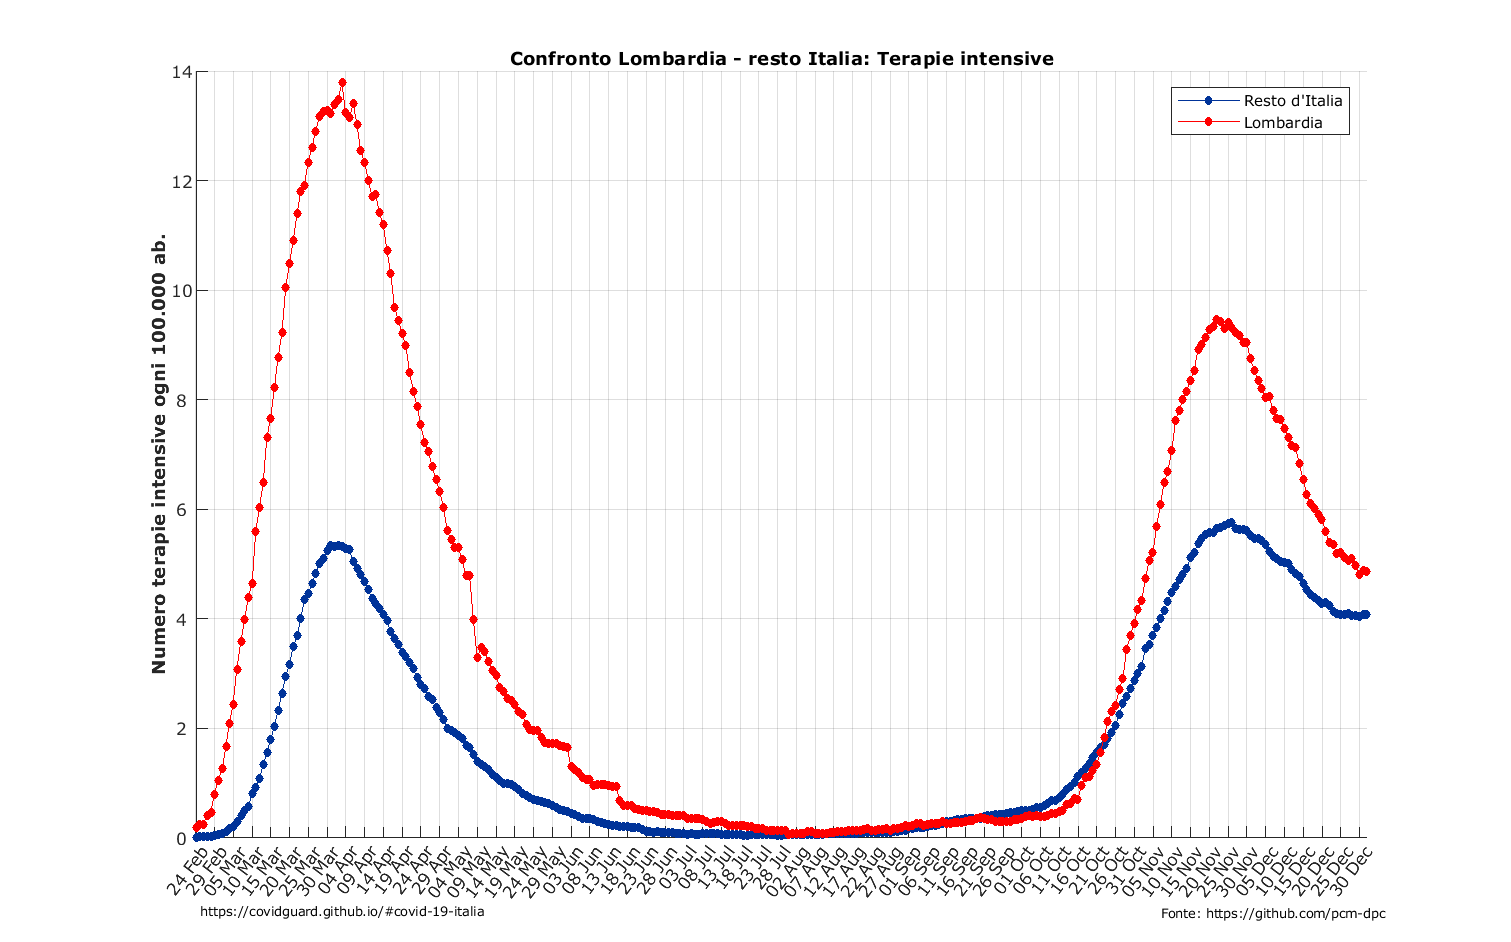 Confronto Lombardia - resto Italia: Terapie intensive
Resto d'Italia
Lombardia
Numero terapie intensive ogni 100.000 ab.
14
12
10
8
6
4
2
0
24 Feb
29 Feb
05 Mar
10 Mar
15 Mar
20 Mar
25 Mar
30 Mar
04 Apr
09 Apr
14 Apr
19 Apr
24 Apr
29 Apr
04 May
09 May
14 May
19 May
24 May
29 May
03 Jun
08 Jun
13 Jun
18 Jun
23 Jun
28 Jun
03 Jul
08 Jul
13 Jul
18 Jul
23 Jul
28 Jul
02 Aug
07 Aug
12 Aug
17 Aug
22 Aug
27 Aug
01 Sep
06 Sep
11 Sep
16 Sep
21 Sep
26 Sep
01 Oct
06 Oct
11 Oct
16 Oct
21 Oct
26 Oct
31 Oct
05 Nov
10 Nov
15 Nov
20 Nov
25 Nov
30 Nov
05 Dec
10 Dec
15 Dec
20 Dec
25 Dec
30 Dec
https://covidguard.github.io/#covid-19-italia
Fonte: https://github.com/pcm-dpc